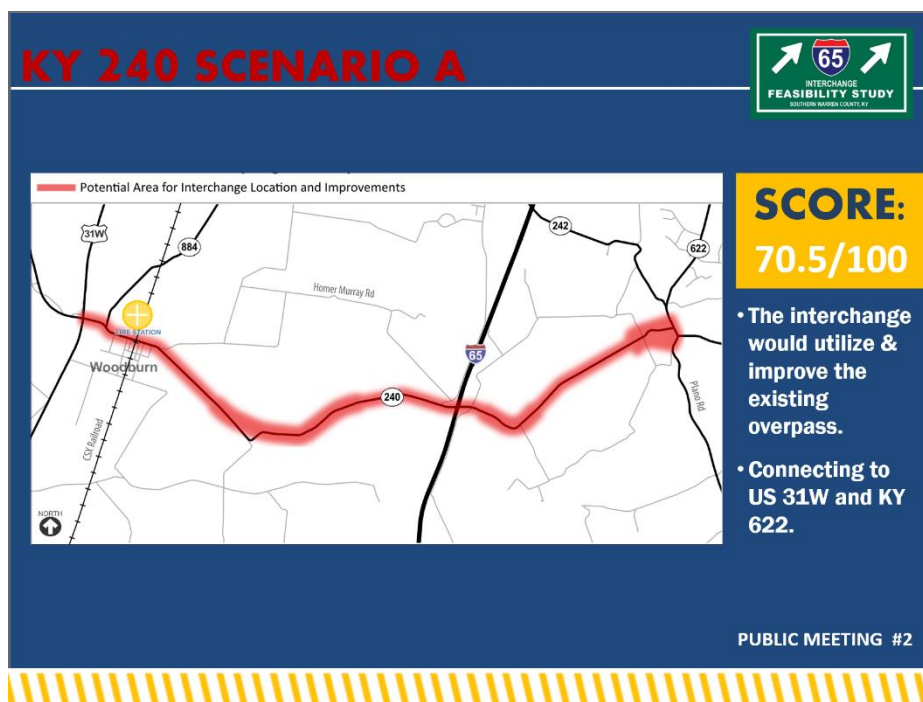 KY 240 SCENARIO A
65
INTERCHANGE
FEASIBILITY STUDY
SOUTHERN WARREN COUNTY, KY
Potential Area for Interchange Location and Improvements
31W
884
242
622
Homer Murray Rd
FIRE STATION
Woodburn
65
240
CSX Railroad
Plano Rd
NORTH
SCORE:
70.5/100
• The interchange
would utilize &
improve the
existing
overpass.
• Connecting to
US 31W and KY
622.
PUBLIC MEETING #2